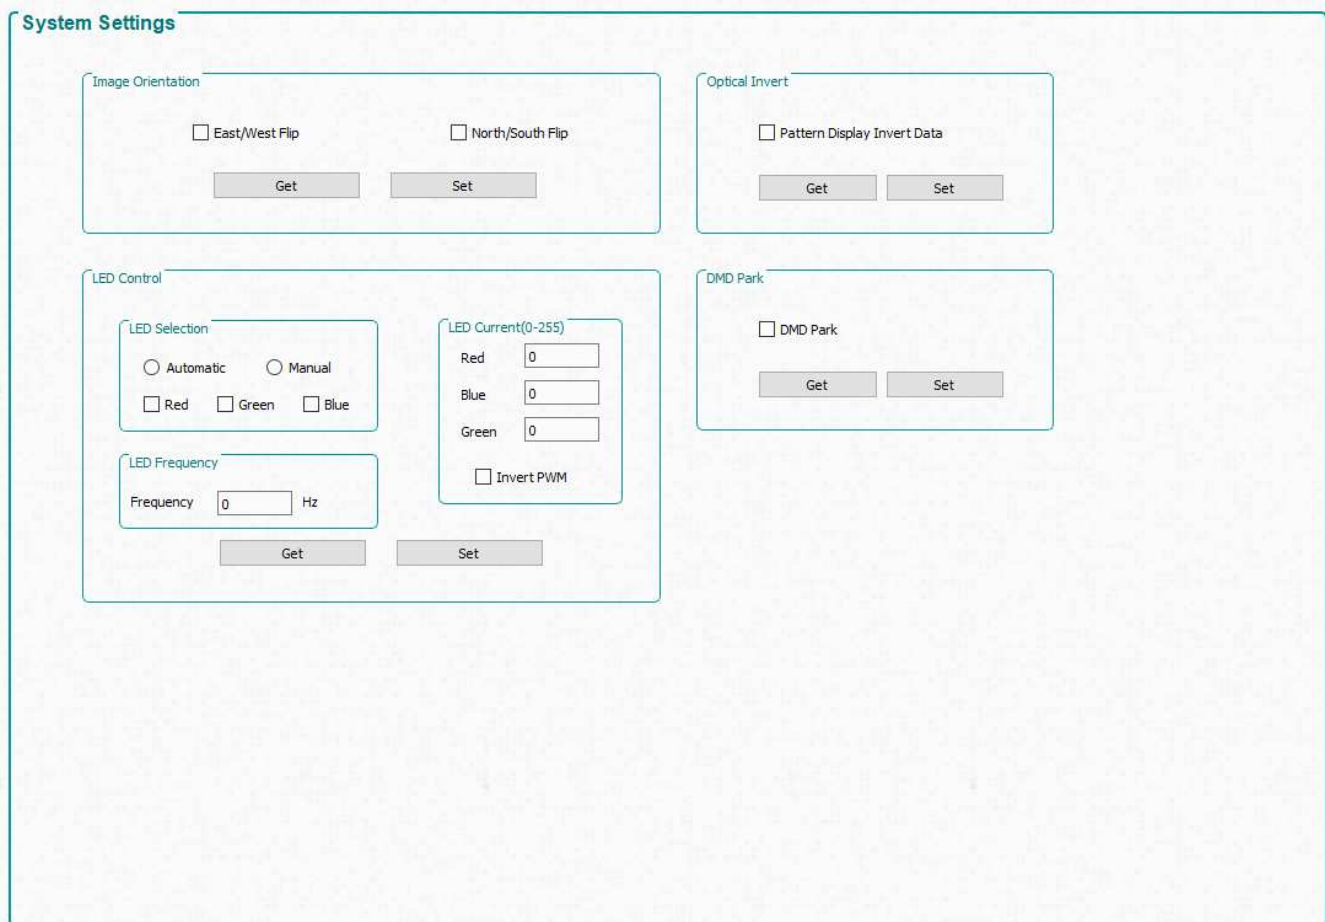 System Settings
Image Orientation
East/West Flip North/South Flip
Get Set
Optical Invert
Pattern Display Invert Data
Get Set
LED Control
LED Selection
Automatic Manual
Red Green Blue
LED Frequency
Frequency 0 Hz
LED Current(0-255)
Red 0
Blue 0
Green 0
Invert PWM
Get Set
DMD Park
DMD Park
Get Set